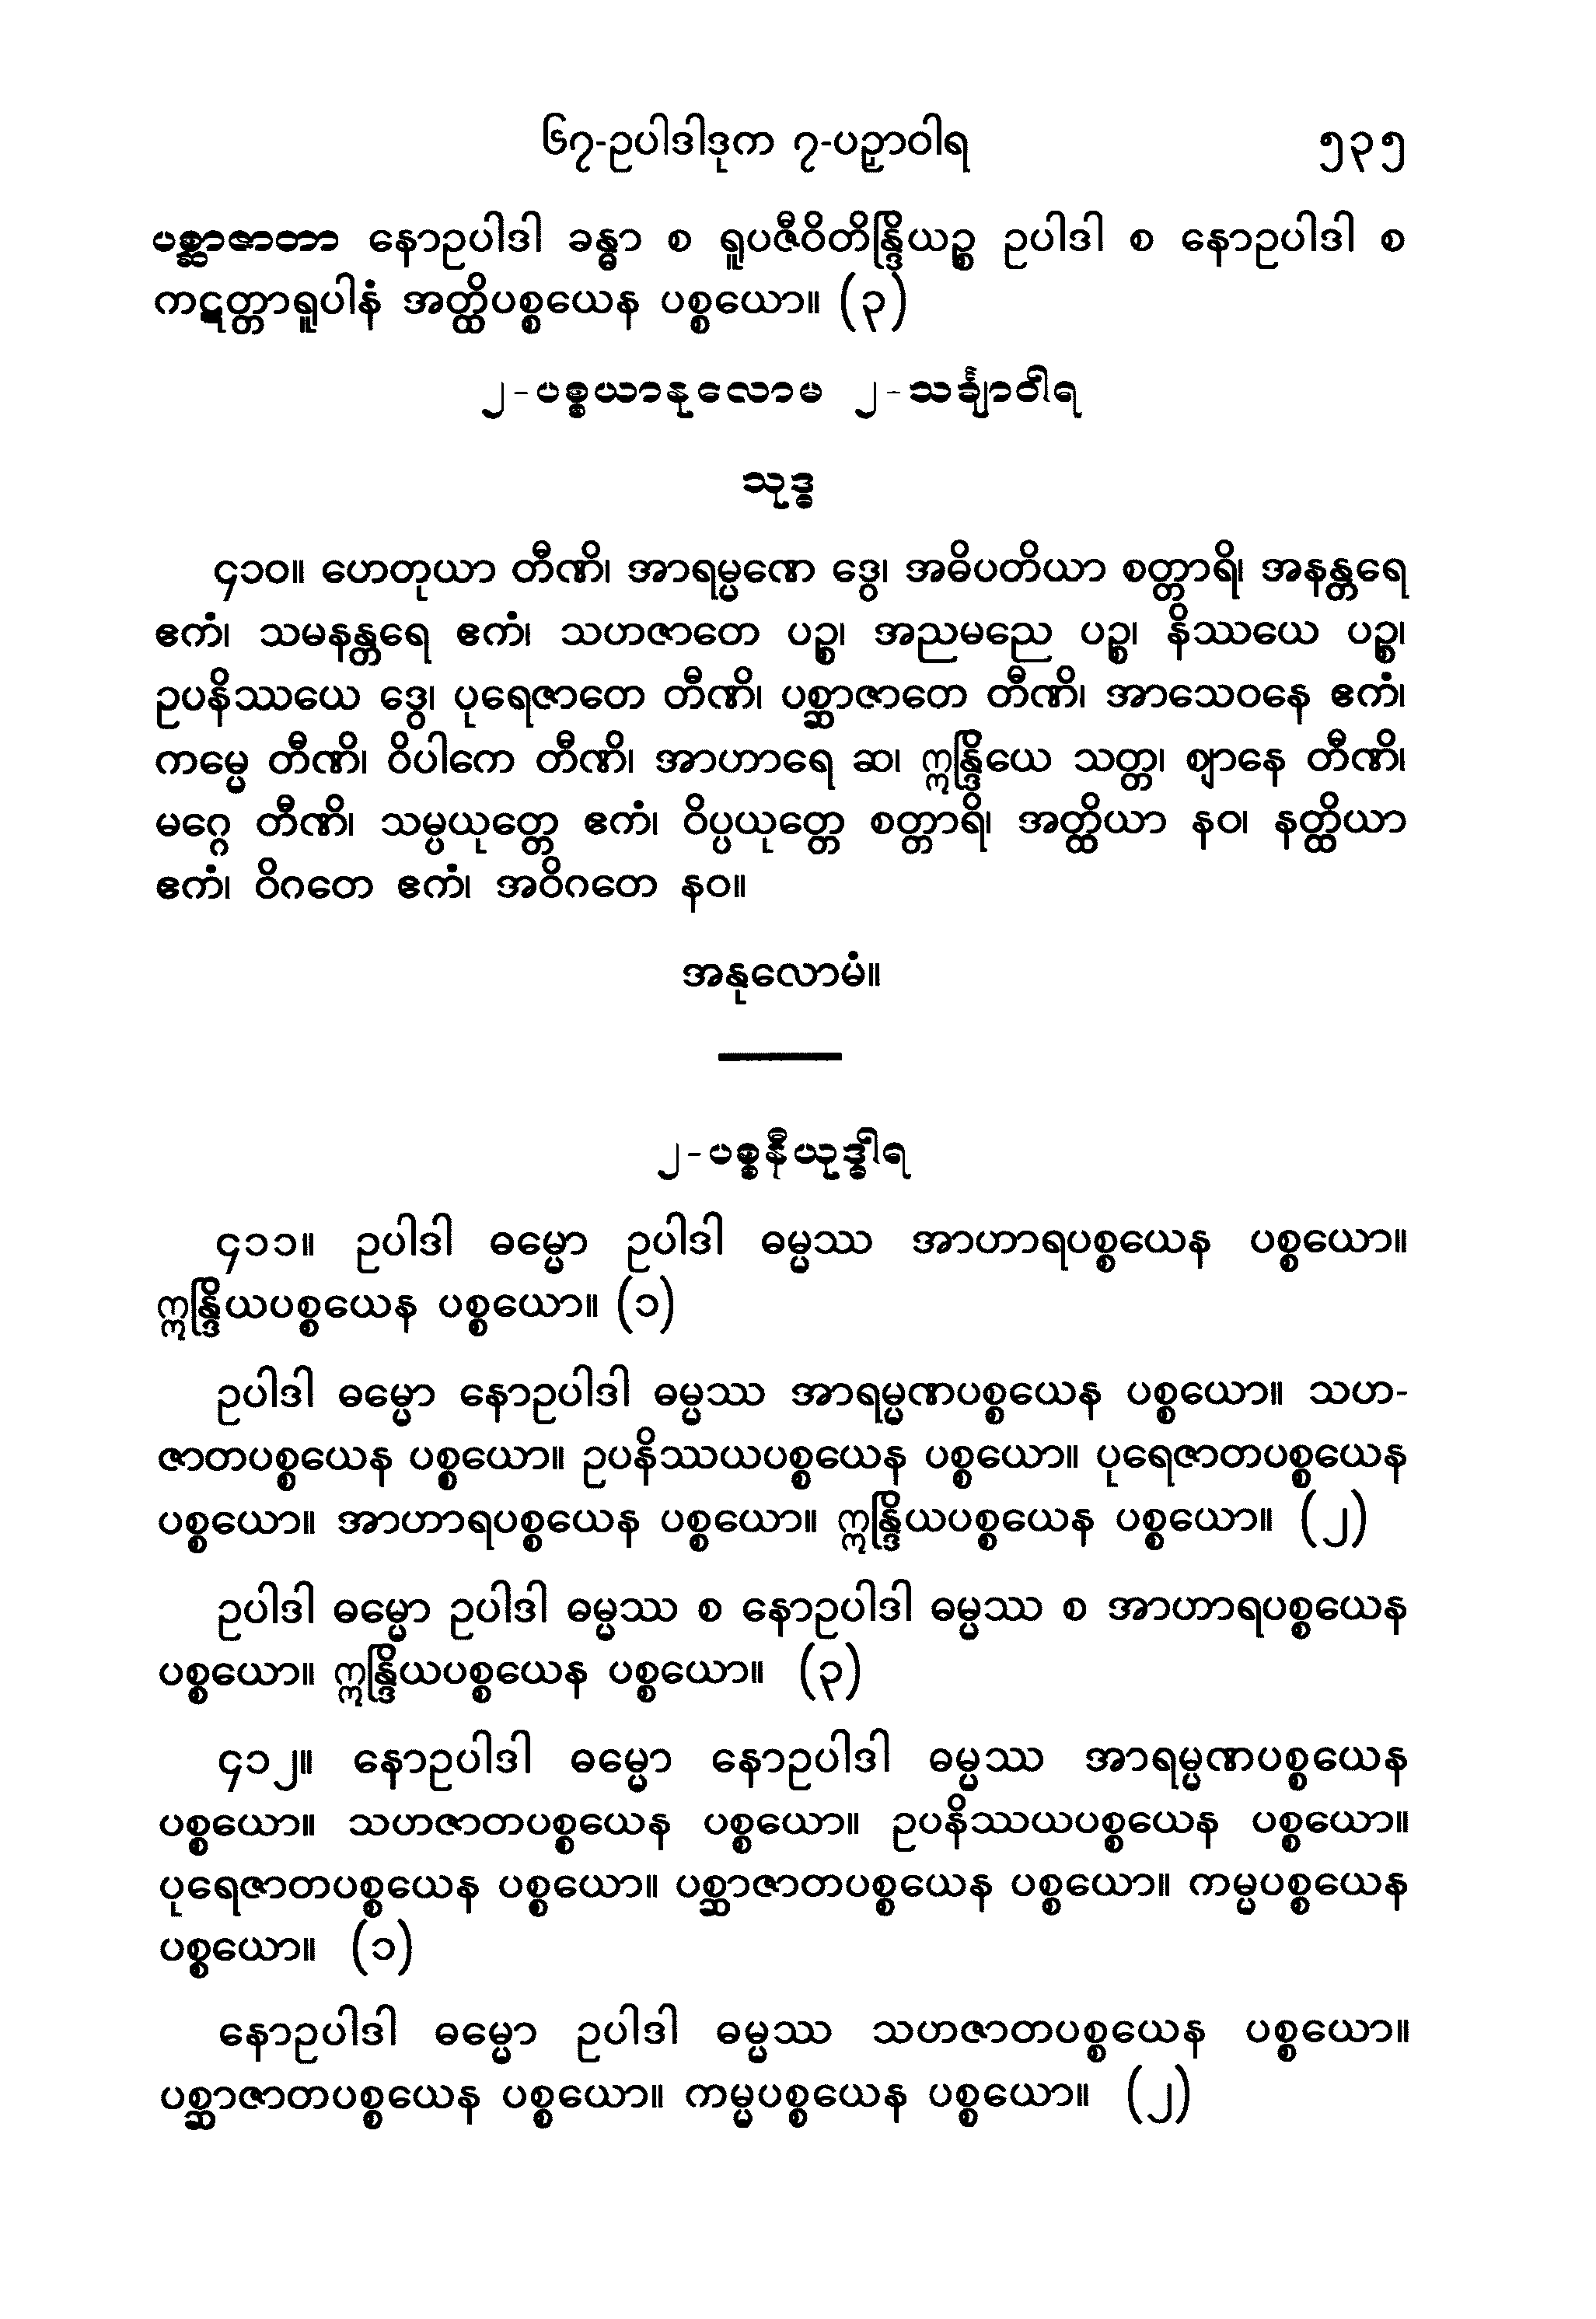 ၆၇-ဥပါဒါဒုက ၇-ပဉှာဝါရ ၅၃၅
ပစ္ဆာဇာတာ နောဥပါဒါ ခန္ဓာ စ ရူပဇီဝိတိန္ဒြိယဉ္စ ဥပါဒါ စ နောဥပါဒါ စ
ကဋတ္တာရူပါနံ အတ္ထိပစ္စယေန ပစ္စယော။ (၃)
၂-ပစ္စယာနုလောမ ၂-သင်္ချာဝါရ
သုဒ္ဓ
၄၁၀။ ဟေတုယာ တီဏိ၊ အာရမ္ပဏေ ဒွေ၊ အဓိပတိယာ စတ္တာရိ၊ အနန္တရေ
ဧကံ၊ သမနန္တရေ ဧကံ၊ သဟဇာတေ ပဉ္စ၊ အညမညေ ပဉ္စ၊ နိဿယေ ပဉ္စ၊
ဥပနိဿယေ ဒွေ၊ ပုရေဇာတေ တီဏိ၊ ပစ္ဆာဇာတေ တီဏိ၊ အာသေဝနေ ဧကံ၊
ကမ္မေ တီဏိ၊ ဝိပါကေ တီဏိ၊ အာဟာရေ ဆ၊ ဣန္ဒြိယေ သတ္တ၊ ဈာနေ တီဏိ၊
မဂ္ဂေ တီဏိ၊ သမ္ပယုတ္တေ ဧကံ၊ ဝိပ္ပယုတ္တေ စတ္တာရိ၊ အတ္ထိယာ နဝ၊ နတ္ထိယာ
ဧကံ၊ ဝိဂတေ ဧကံ၊ အဝိဂတေ နဝ။
အနုလောမံ။
၂-ပစ္စနီယုဒ္ဓါရ
၄၁၁။ ဥပါဒါ ဓမ္မော ဥပါဒါ ဓမ္မဿ အာဟာရပစ္စယေန ပစ္စယော။
ဣန္ဒြိယပစ္စယေန ပစ္စယော။ (၁)
ဥပါဒါ ဓမ္မော နောဥပါဒါ ဓမ္မဿ အာရမ္မဏပစ္စယေန ပစ္စယော။ သဟ-
ဇာတပစ္စယေန ပစ္စယော။ ဥပနိဿယပစ္စယေန ပစ္စယော။ ပုရေဇာတပစ္စယေန
ပစ္စယော။ အာဟာရပစ္စယေန ပစ္စယော။ ဣန္ဒြိယပစ္စယေန ပစ္စယော။ (၂)
ဥပါဒါ ဓမ္မော ဥပါဒါ ဓမ္မဿ စ နောဥပါဒါ ဓမ္မဿ စ အာဟာရပစ္စယေန
ပစ္စယော။ ဣန္ဒြိယပစ္စယေန ပစ္စယော။ (၃)
၄၁၂။ နောဥပါဒါ ဓမ္မော နောဥပါဒါ ဓမ္မဿ အာရမ္မဏပစ္စယေန
ပစ္စယော။ သဟဇာတပစ္စယေန ပစ္စယော။ ဥပနိဿယပစ္စယေန ပစ္စယော။
ပုရေဇာတပစ္စယေန ပစ္စယော။ ပစ္ဆာဇာတပစ္စယေန ပစ္စယော။ ကမ္မပစ္စယေန
ပစ္စယော။ (၁)
နောဥပါဒါ ဓမ္မော ဥပါဒါ ဓမ္မဿ သဟဇာတပစ္စယေန ပစ္စယော။
ပစ္ဆာဇာတပစ္စယေန ပစ္စယော။ ကမ္မပစ္စယေန ပစ္စယော။ (၂)